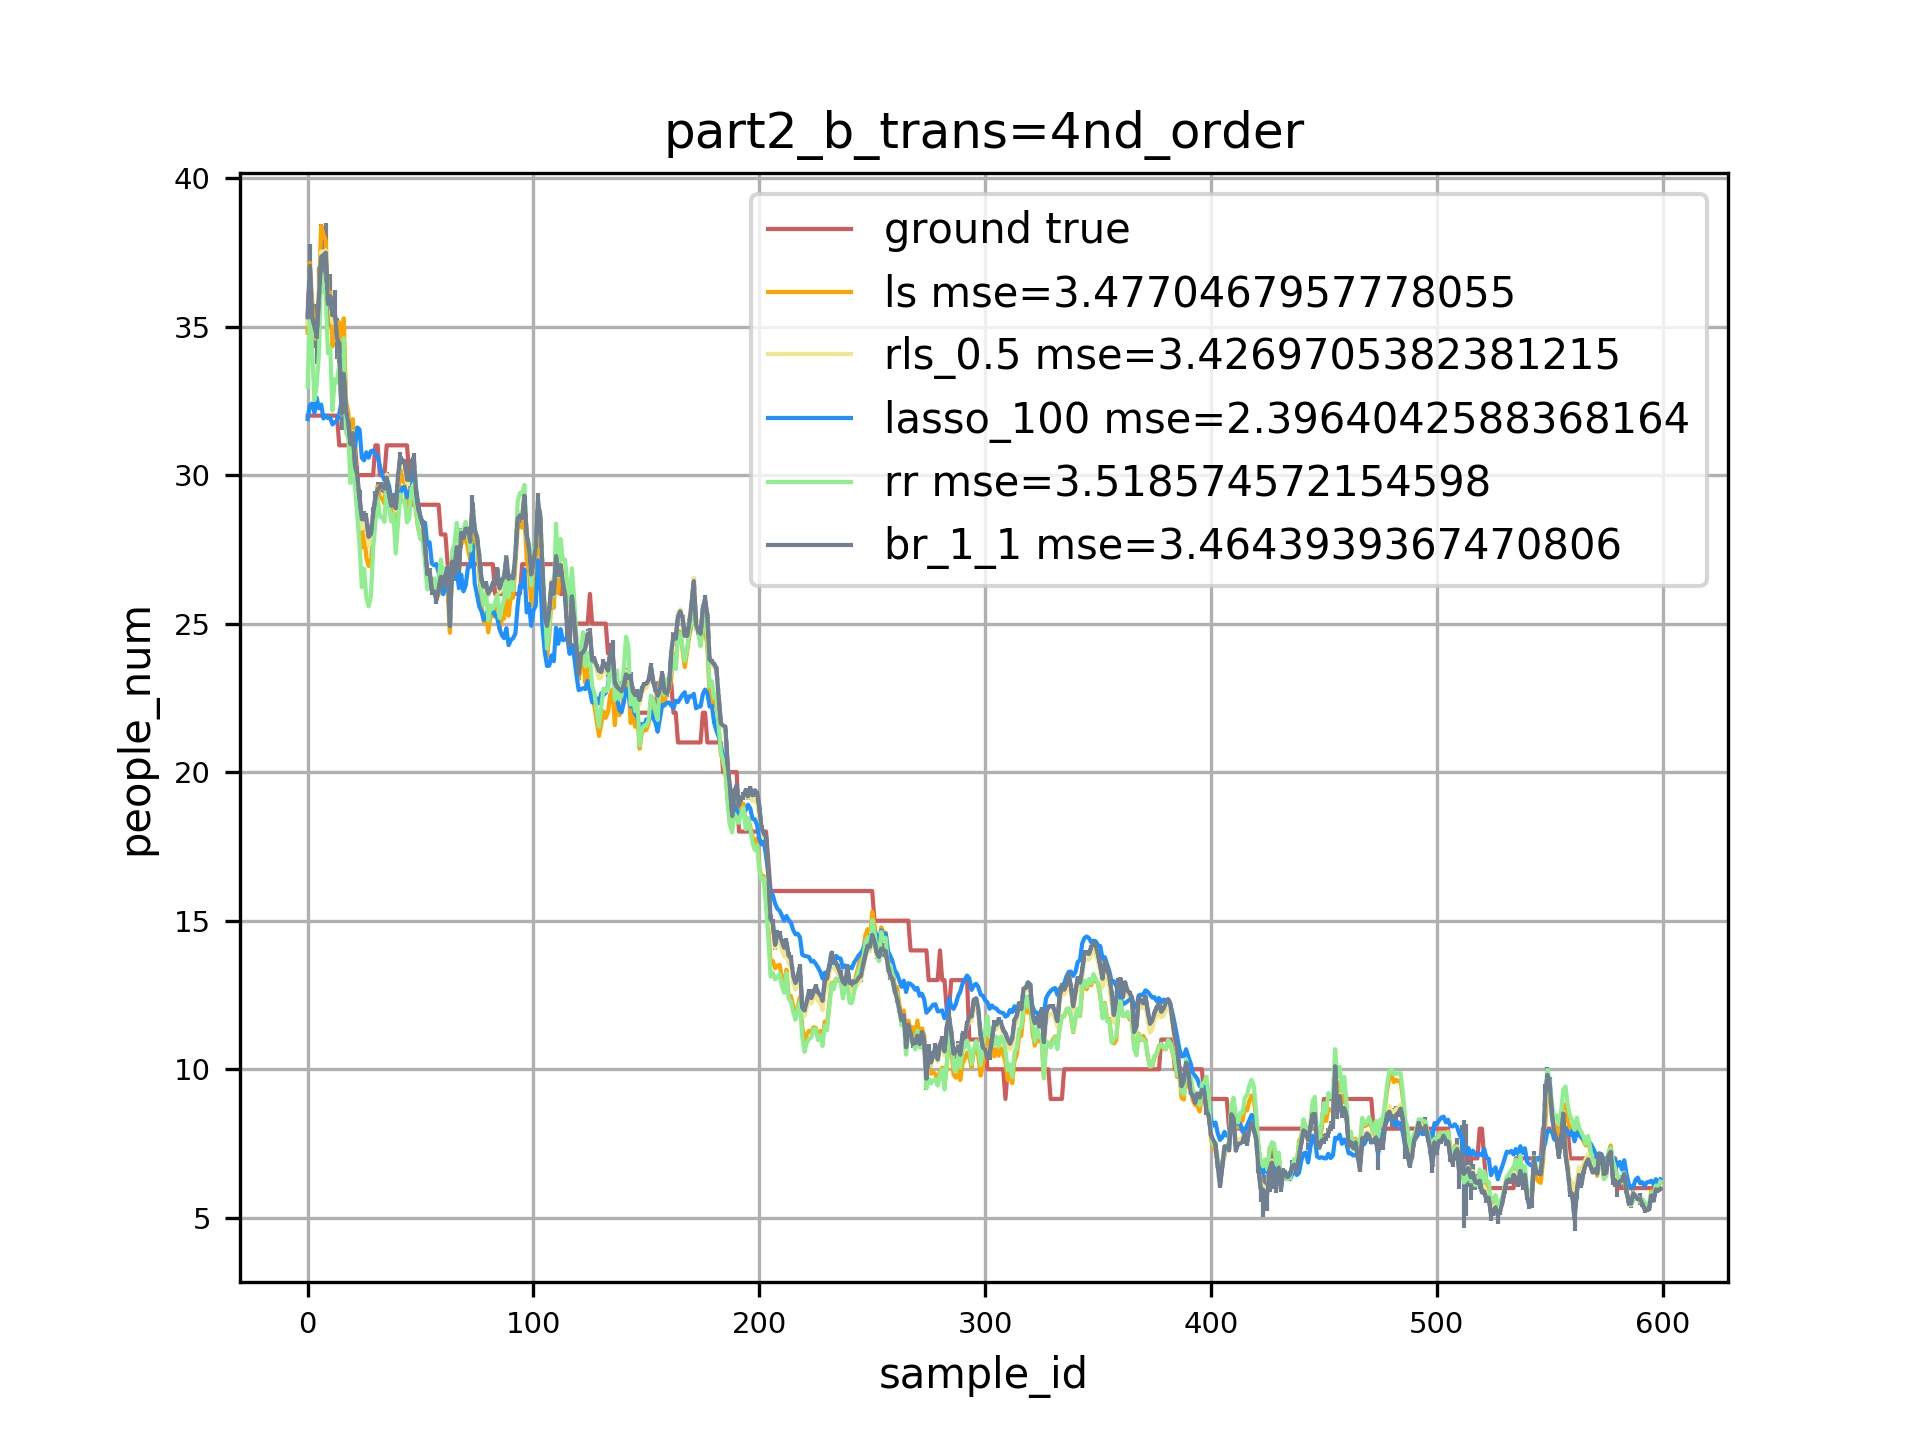 part2_b_trans=4nd_order
40
35
30
25
20
15
10
5
people_num
ground true
ls mse=3.4770467957778055
rls_0.5 mse=3.4269705382381215
lasso_100 mse=2.3964042588368164
rr mse=3.518574572154598
br_1_1 mse=3.4643939367470806
0 100 200 300 400 500 600
sample_id